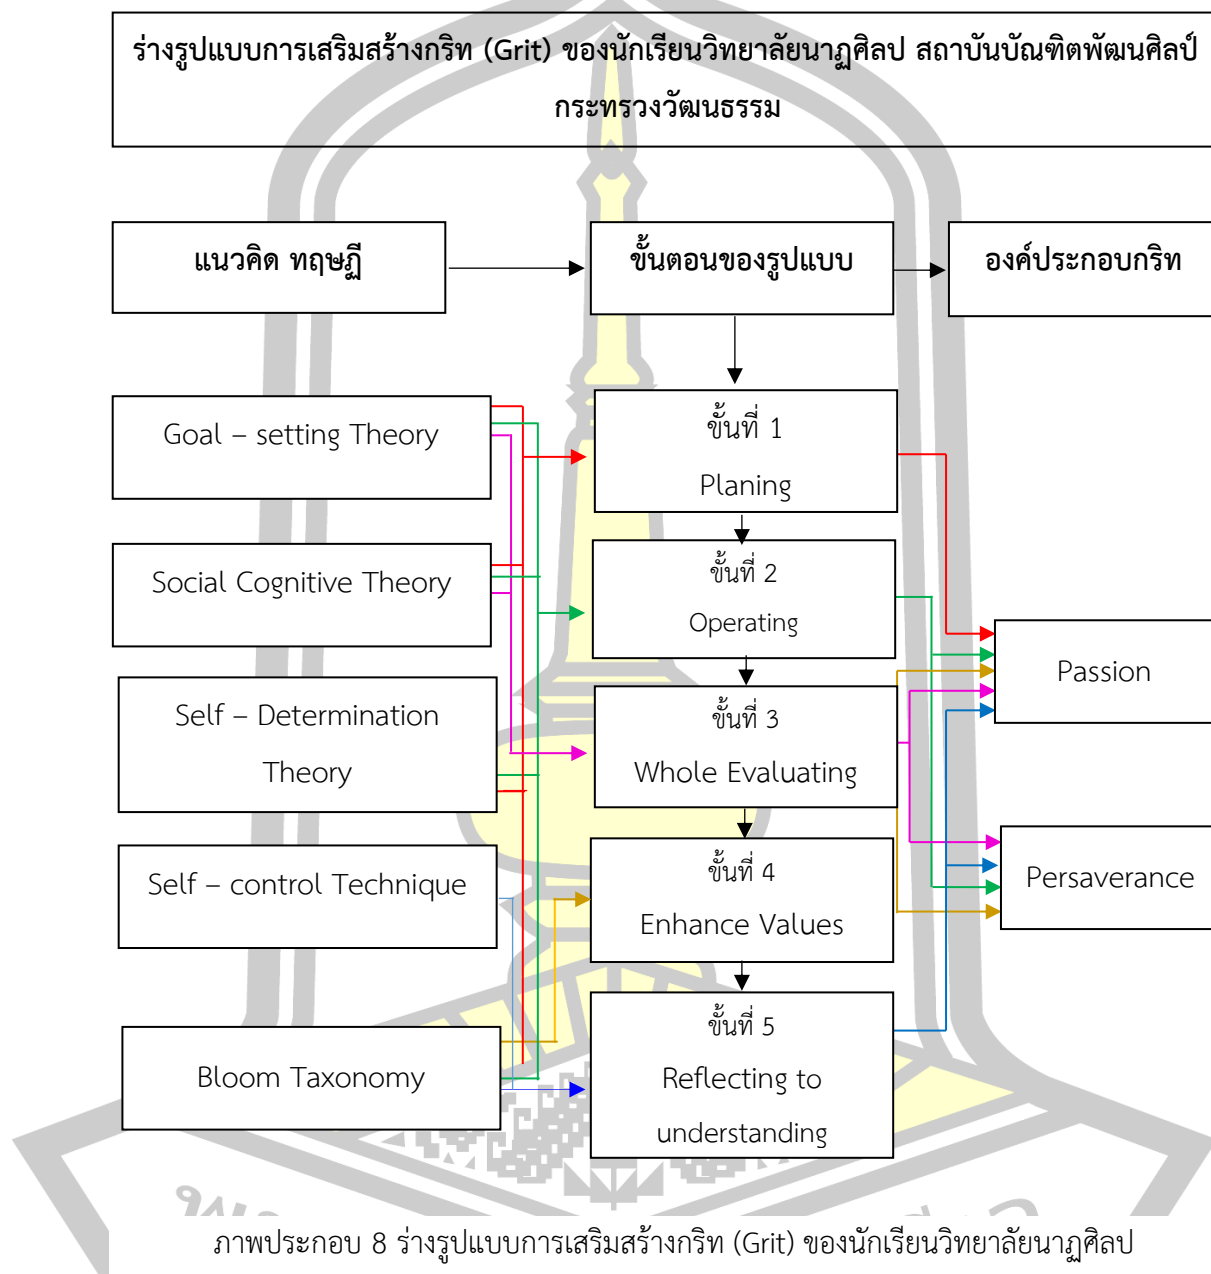 ร่างรูปแบบการเสริมสร้างกริท (Grit) ของนักเรียนวิทยาลัยนาฏศิลป สถาบันบัณฑิตพัฒนศิลป์
กระทรวงวัฒนธรรม
แนวคิด ทฤษฏี
ขั้นตอนของรูปแบบ
องค์ประกอบกริท
Goal – setting Theory
Social Cognitive Theory
Self – Determination
Theory
Self – control Technique
Bloom Taxonomy
ขั้นที่ 1
Planing
ขั้นที่ 2
Operating
ขั้นที่ 3
Whole Evaluating
ขั้นที่ 4
Enhance Values
ขั้นที่ 5
Reflecting to
understanding
Passion
Persaverance
ภาพประกอบ 8 ร่างรูปแบบการเสริมสร้างกริท (Grit) ของนักเรียนวิทยาลัยนาฏศิลป